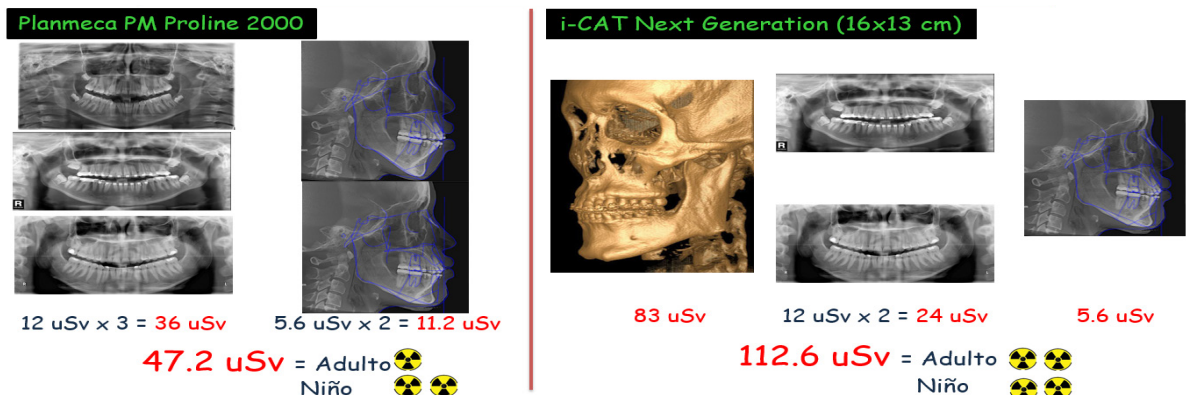 Planmeca PM Proline 2000
R
12 uSv x 3 = 36 uSv
5.6 uSv x 2 = 11.2 uSv
47.2 uSv = Adulto
Niño
i-CAT Next Generation (16x13 cm)
R
83 uSv
12 uSv x 2 = 24 uSv
5.6 uSv
112.6 uSv = Adulto
Niño